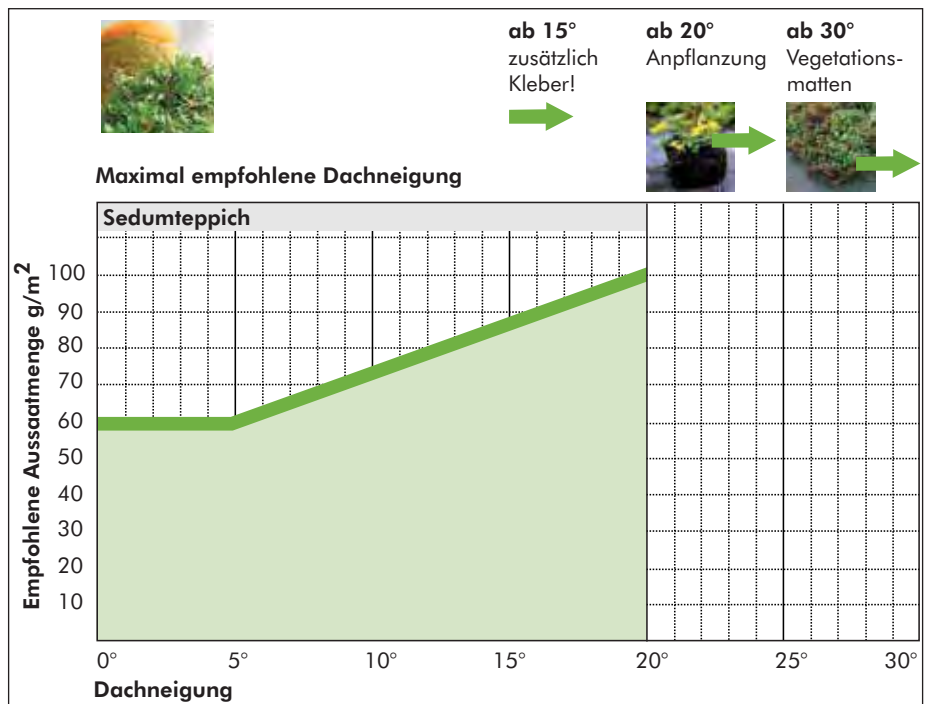 ab 15°
zusätzlich
Kleber!
ab 20°
Anpflanzung
ab 30°
Vegetations-
matten
Maximal empfohlene Dachneigung
Sedumteppich
Empfohlene Aussaatmenge g/m²
100
90
80
70
60
50
40
30
20
10
0° 5° 10° 15° 20° 25° 30°
Dachneigung